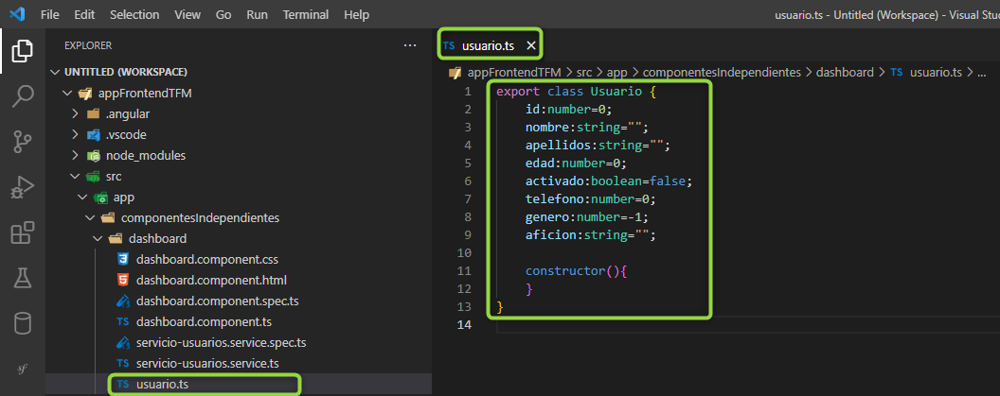 File Edit Selection View Go Run Terminal Help usuario.ts - Untitled (Workspace) - Visual Stu
EXPLORER
UNTITLED (WORKSPACE)
appFrontendTFM
.angular
.vscode
node_modules
src
app
componentesIndependientes
dashboard
dashboard.component.css
dashboard.component.html
dashboard.component.spec.ts
TS dashboard.component.ts
servicio-usuarios.service.spec.ts
TS servicio-usuarios.service.ts
TS usuario.ts
TS usuario.ts ×
appFrontendTFM > src > app > componentesIndependientes > dashboard > TS usuario.ts > ...
1 export class Usuario {
2 id:number=0;
3 nombre:string="";
4 apellidos:string="";
5 edad:number=0;
6 activado:boolean=false;
7 telefono:number=0;
8 genero:number=-1;
9 aficion:string="";
10
11 constructor(){
12 }
13 }
14